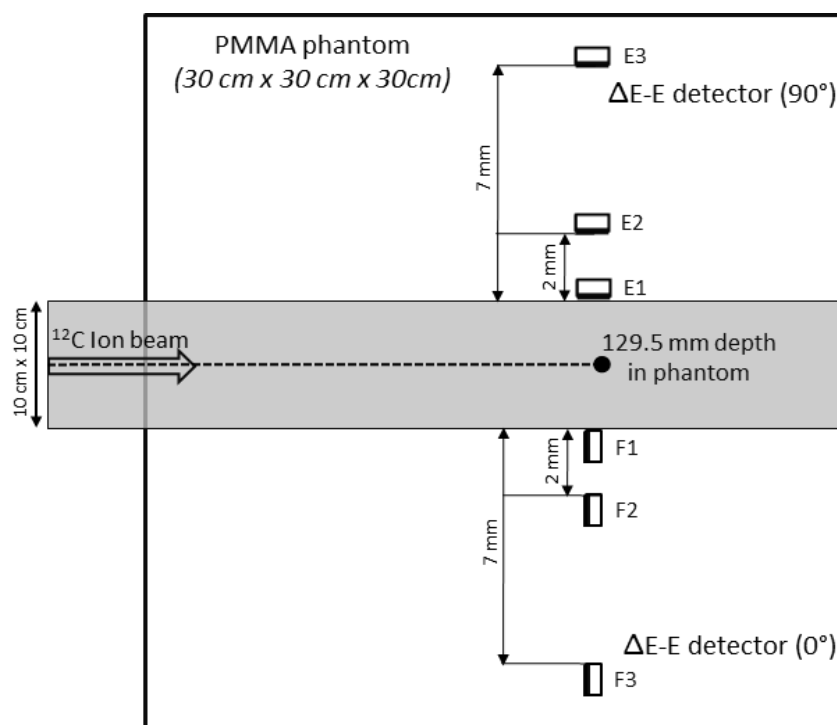 PMMA phantom
(30 cm x 30 cm x 30cm)
E3
ΔE-E detector (90°)
7 mm
E2
2 mm
E1
10 cm x 10 cm
¹²C Ion beam
129.5 mm depth
in phantom
F1
2 mm
F2
7 mm
ΔE-E detector (0°)
F3